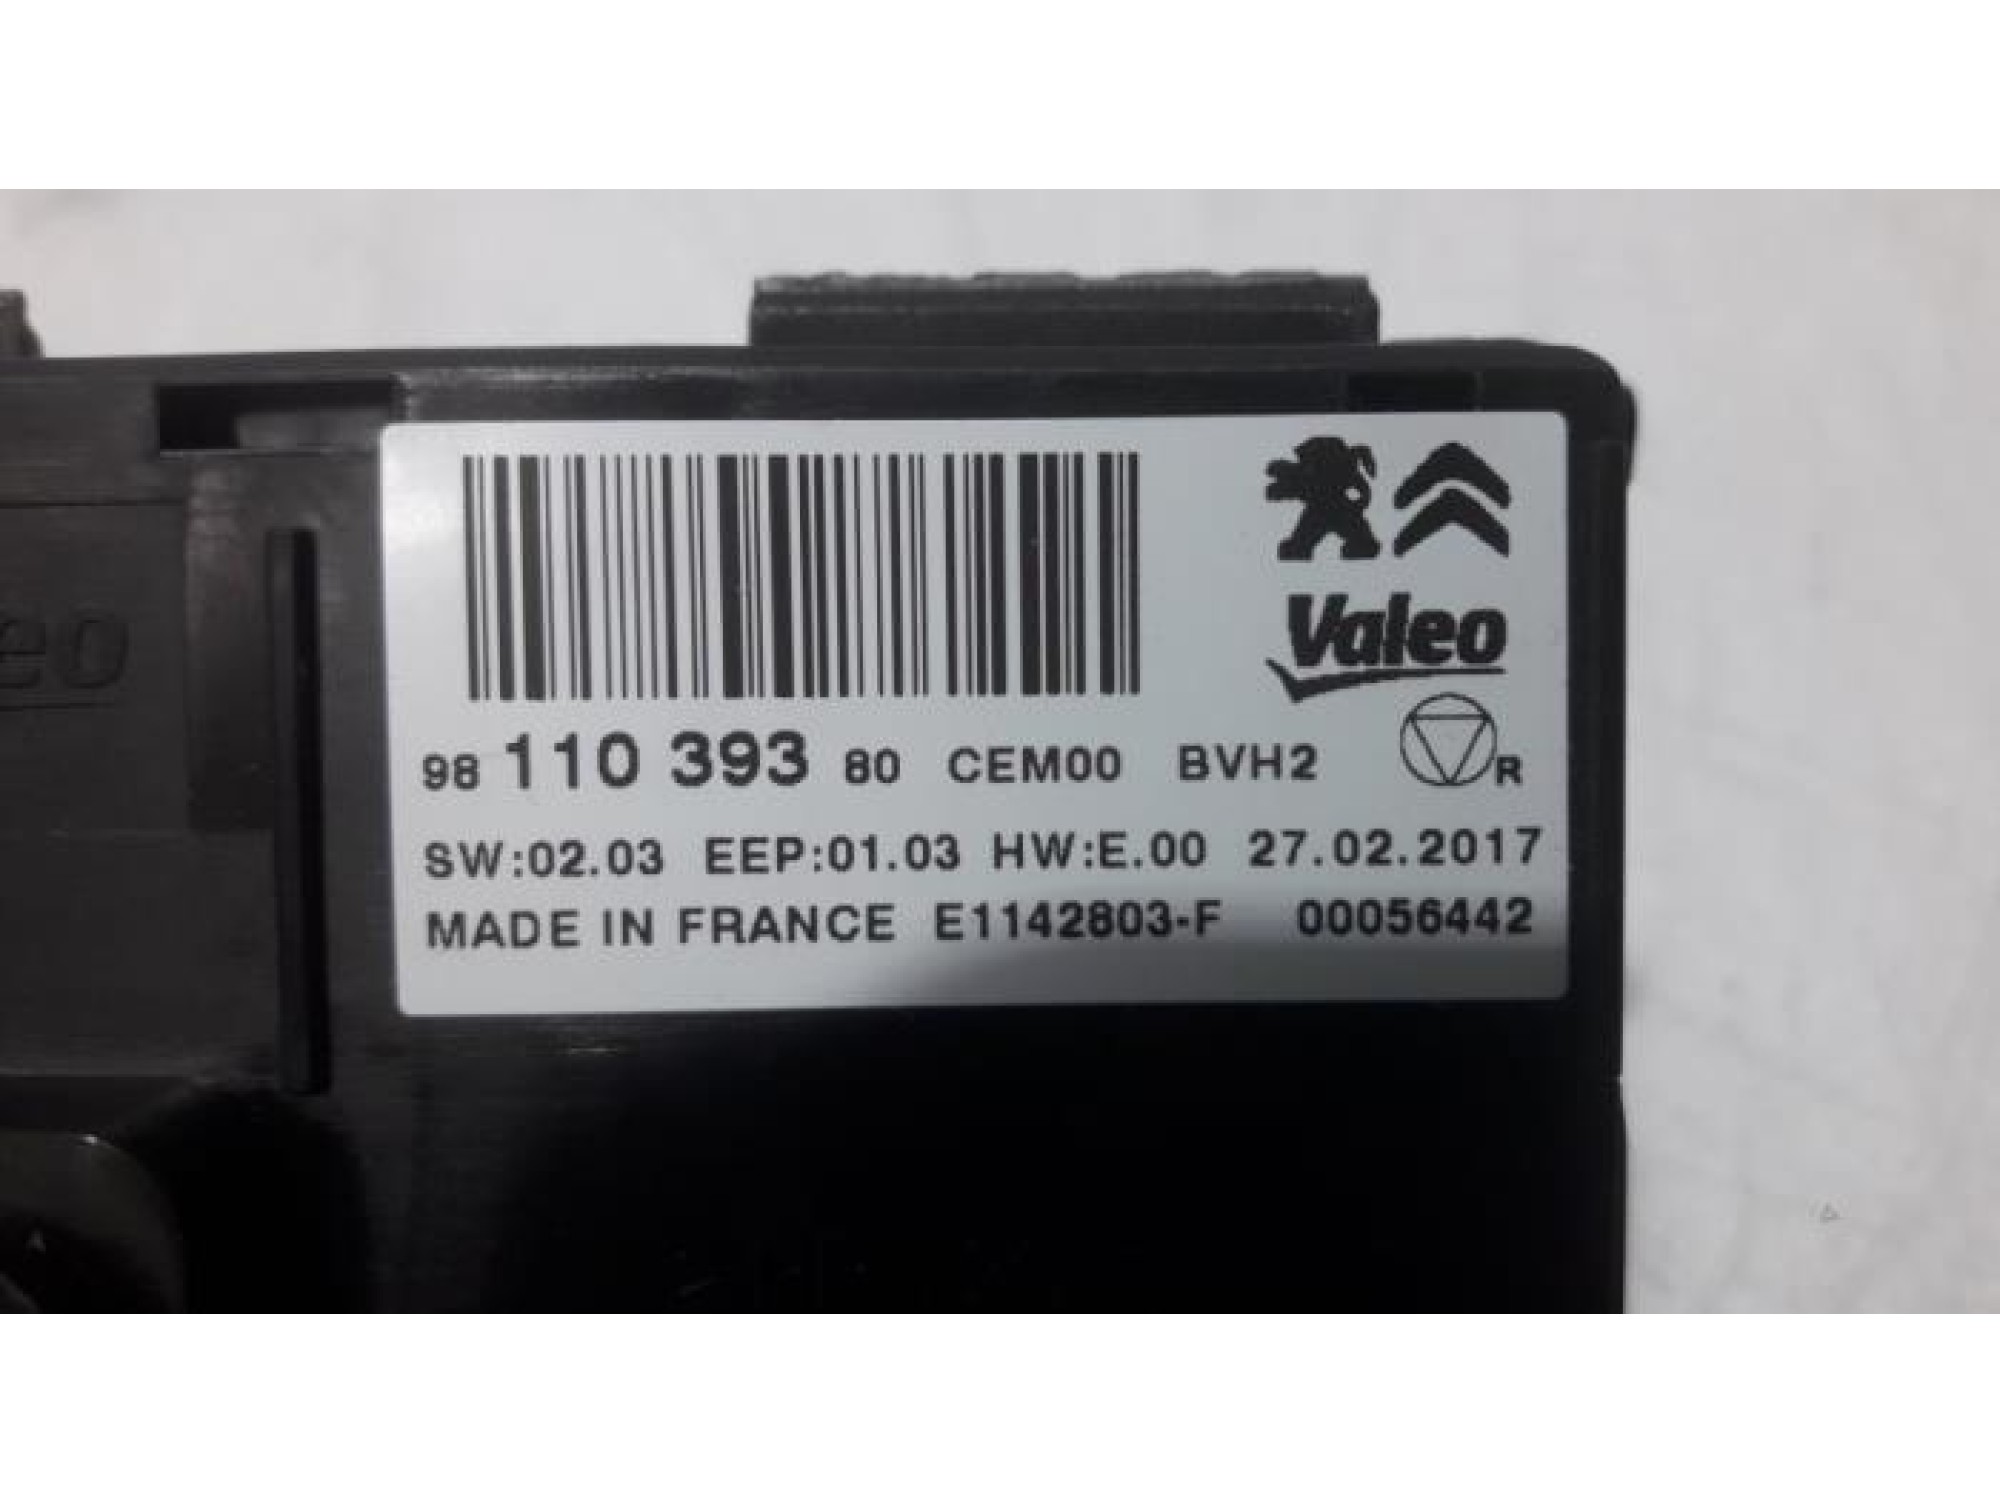 Valeo
98 110 393 80 CEM00 BVH2 R
SW:02.03 EEP:01.03 HW:E.00 27.02.2017
MADE IN FRANCE E1142803-F 00056442